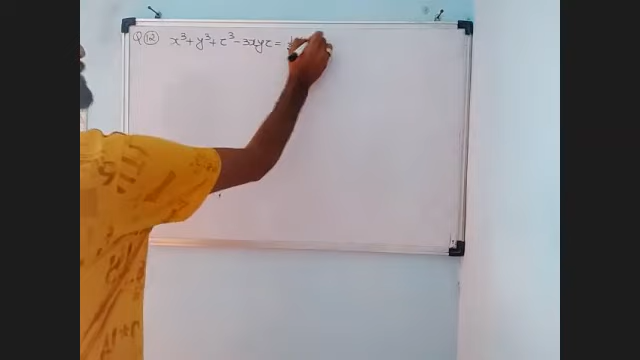 Q (12) x³ + y³ + z³ - 3xyz =